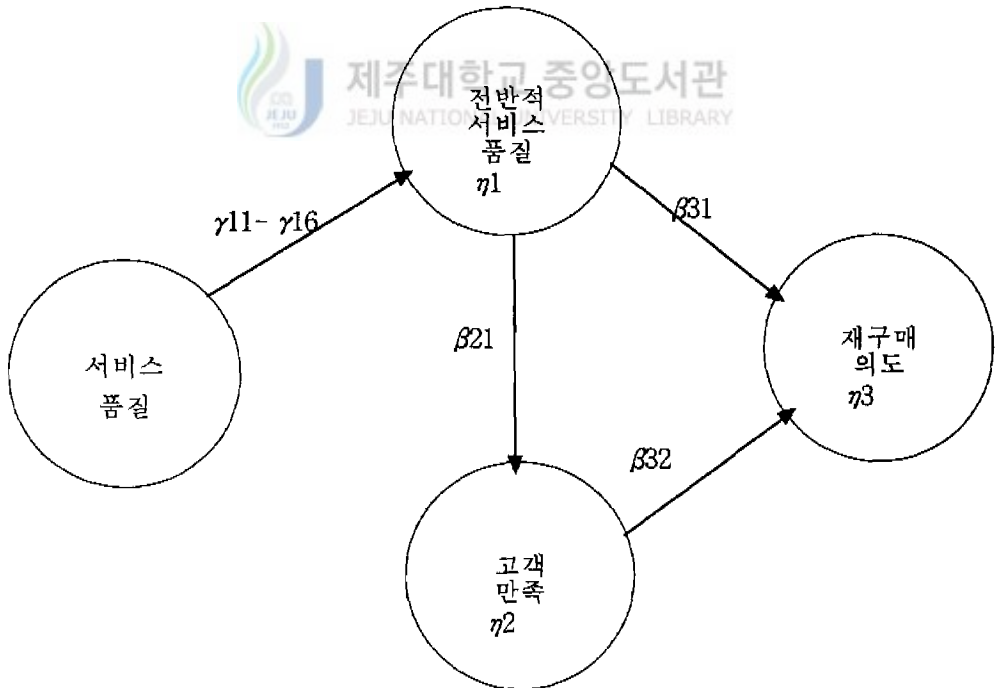 제주대학교 중앙도서관
JEJU NATIONAL UNIVERSITY LIBRARY
JEJU
1952
전반적
서비스
품질
η1
γ11- γ16
β31
서비스
품질
β21
재구매
의도
η3
β32
고객
만족
η2